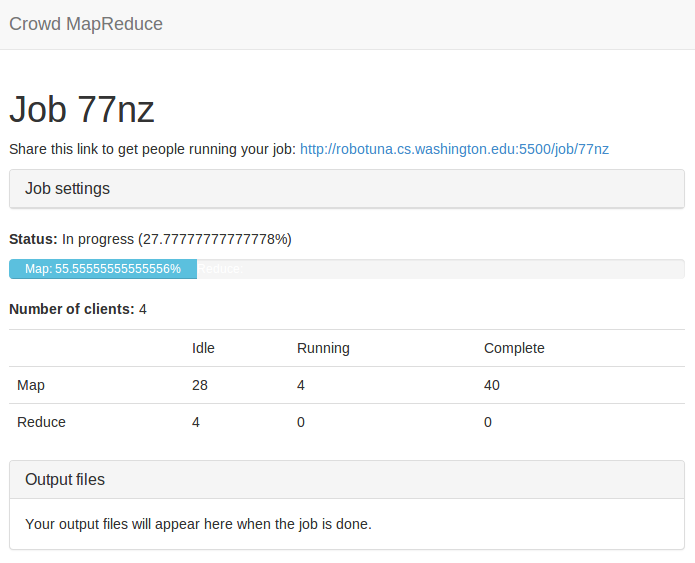 Crowd MapReduce
Job 77nz
Share this link to get people running your job: http://robotuna.cs.washington.edu:5500/job/77nz
Job settings
Status: In progress (27.77777777777778%)
Map: 55.55555555555556% Reduce
Number of clients: 4
Idle Running Complete
Map 28 4 40
Reduce 4 0 0
Output files
Your output files will appear here when the job is done.